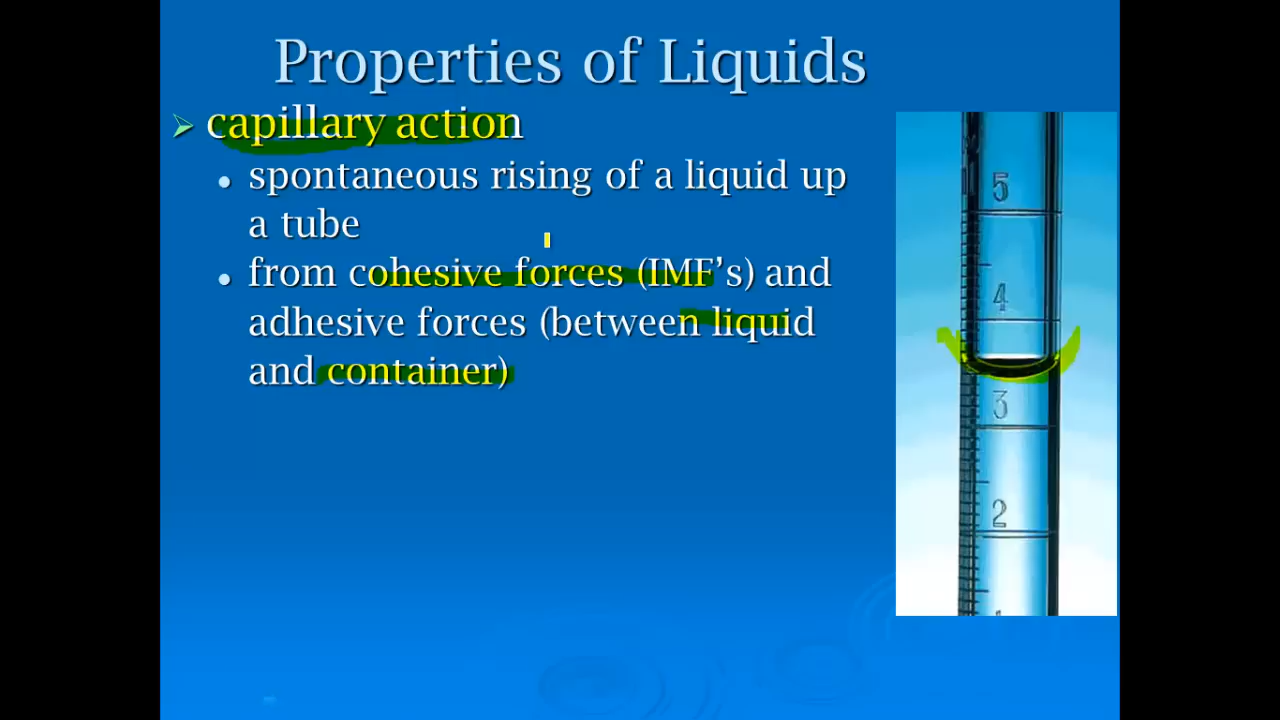 Properties of Liquids
capillary action
spontaneous rising of a liquid up
a tube
from cohesive forces (IMF's) and
adhesive forces (between liquid
and container)
5
4
3
2